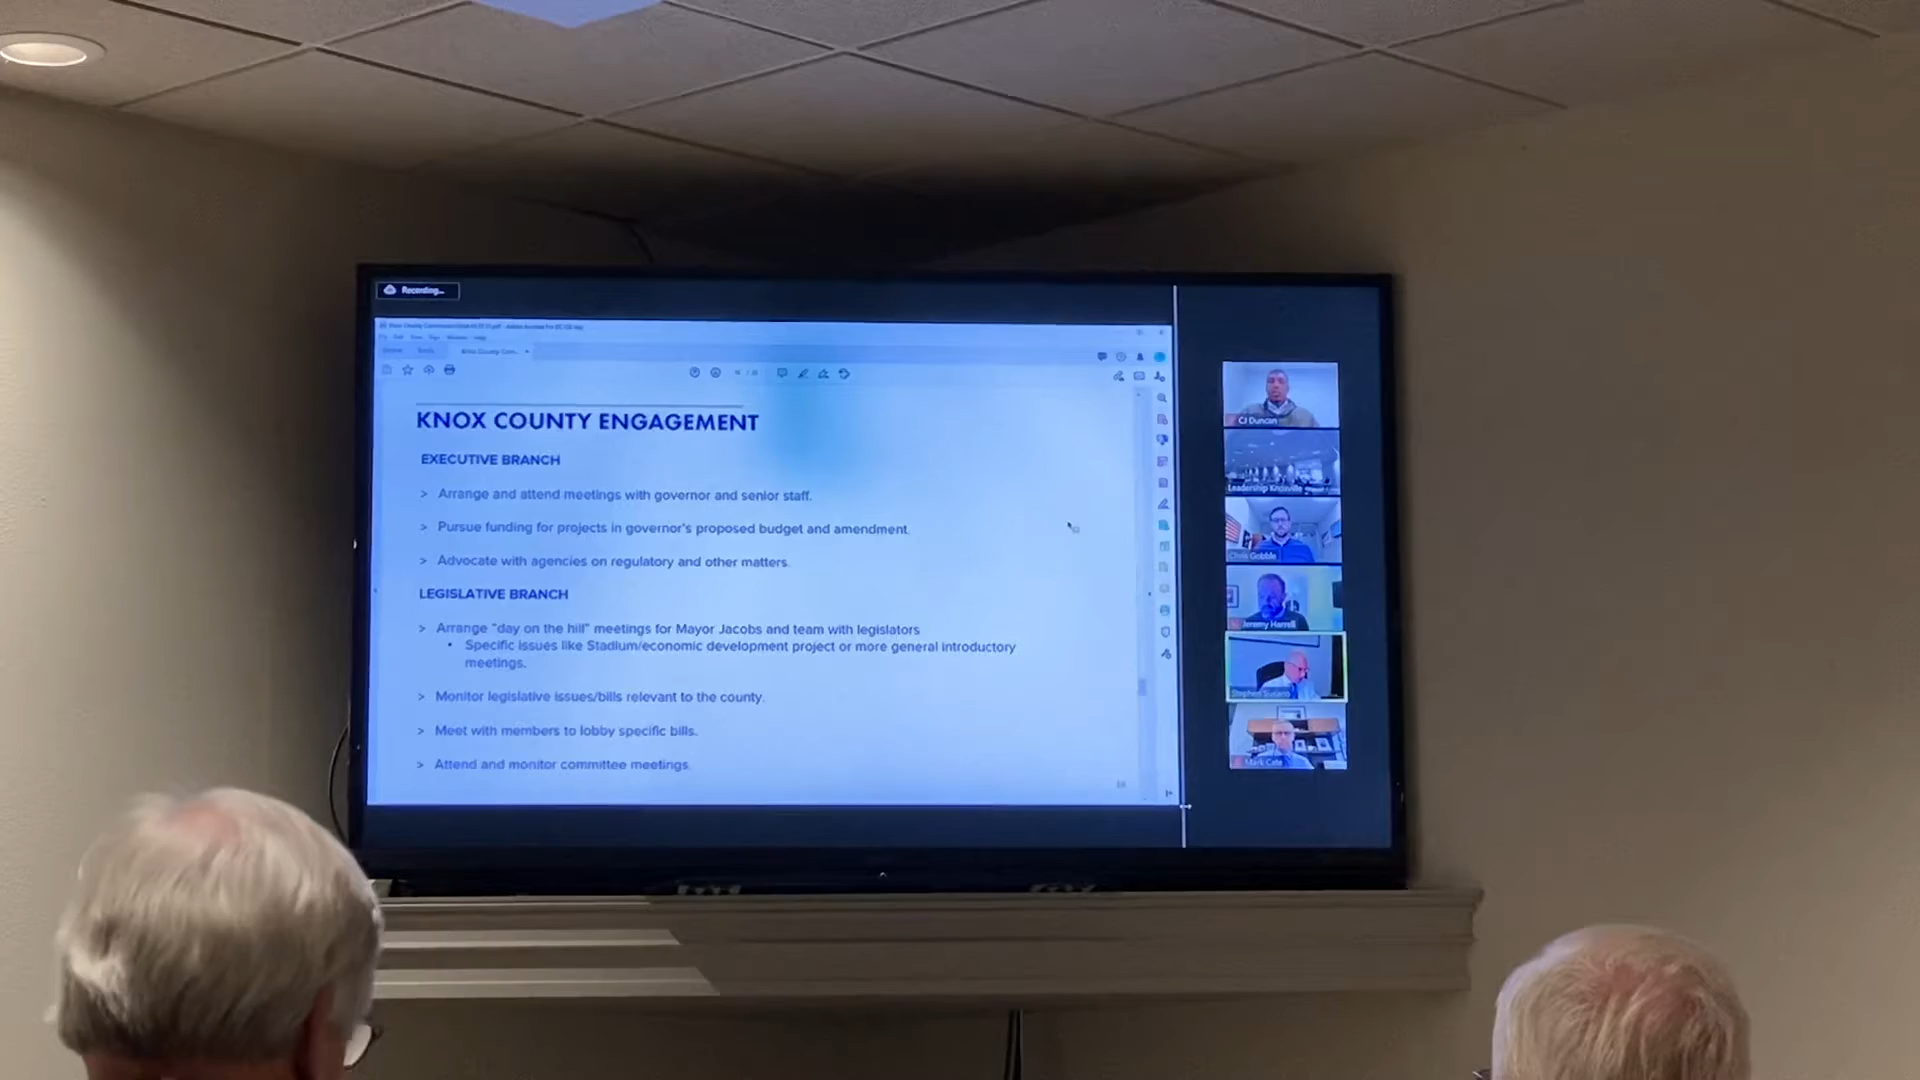 Recording...
KNOX COUNTY ENGAGEMENT
EXECUTIVE BRANCH
> Arrange and attend meetings with governor and senior staff.
> Pursue funding for projects in governor's proposed budget and amendment.
> Advocate with agencies on regulatory and other matters.
LEGISLATIVE BRANCH
> Arrange "day on the hill" meetings for Mayor Jacobs and team with legislators
• Specific issues like Stadium/economic development project or more general introductory
meetings.
> Monitor legislative issues/bills relevant to the county.
> Meet with members to lobby specific bills.
> Attend and monitor committee meetings.
CJ Duncan
Leadership Knoxville
Chris Gobble
Jeremy Harrell
Stephen Susano
Mark Cate